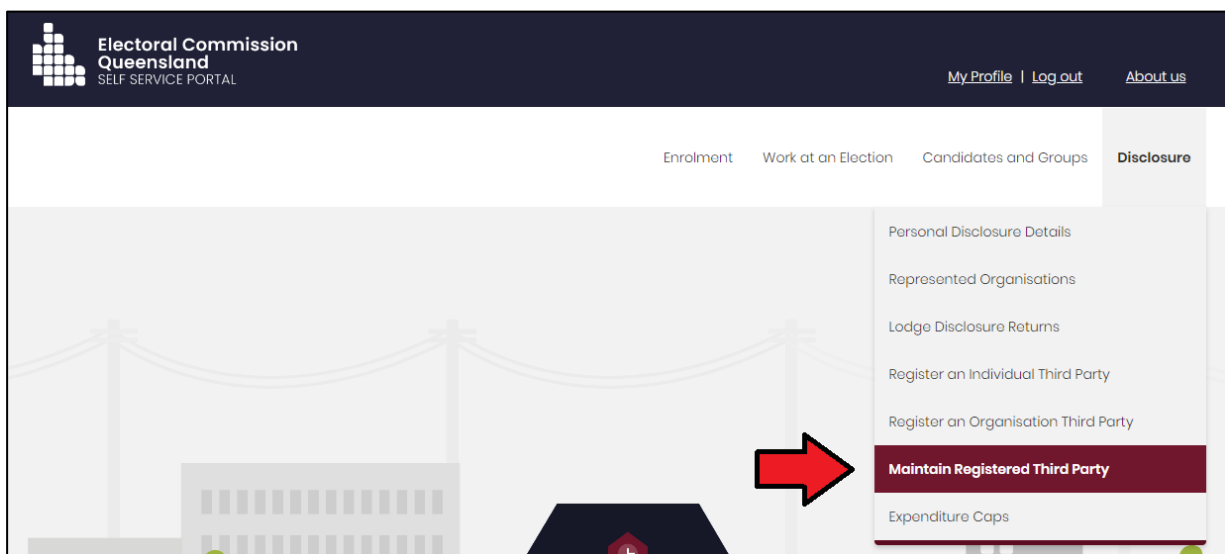 Electoral Commission
Queensland
SELF SERVICE PORTAL
My Profile | Log out About us
Enrolment Work at an Election Candidates and Groups Disclosure
Personal Disclosure Details
Represented Organisations
Lodge Disclosure Returns
Register an Individual Third Party
Register an Organisation Third Party
Maintain Registered Third Party
Expenditure Caps